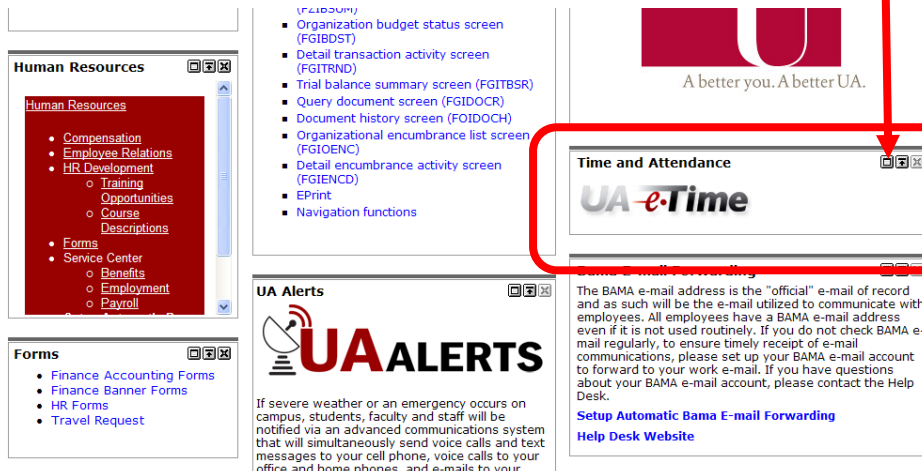 Human Resources
Human Resources
Compensation
Employee Relations
HR Development
Training
Opportunities
Course
Descriptions
Forms
Service Center
Benefits
Employment
Payroll
Forms
Finance Accounting Forms
Finance Banner Forms
HR Forms
Travel Request
(FZIBSUM)
Organization budget status screen
(FGIBDST)
Detail transaction activity screen
(FGITRND)
Trial balance summary screen (FGITBSR)
Query document screen (FGIDOCR)
Document history screen (FOIDOCH)
Organizational encumbrance list screen
(FGIOENC)
Detail encumbrance activity screen
(FGIENCD)
EPrint
Navigation functions
UA Alerts
UAALERTS
If severe weather or an emergency occurs on
campus, students, faculty and staff will be
notified via an advanced communications system
that will simultaneously send voice calls and text
messages to your cell phone, voice calls to your
office and home phones, and e-mails to your
A better you. A better UA.
Time and Attendance
UA e-Time
Bama E-mail Forwarding
The BAMA e-mail address is the "official" e-mail of record
and as such will be the e-mail utilized to communicate with
employees. All employees have a BAMA e-mail address
even if it is not used routinely. If you do not check BAMA e-
mail regularly, to ensure timely receipt of e-mail
communications, please set up your BAMA e-mail account
to forward to your work e-mail. If you have questions
about your BAMA e-mail account, please contact the Help
Desk.
Setup Automatic Bama E-mail Forwarding
Help Desk Website